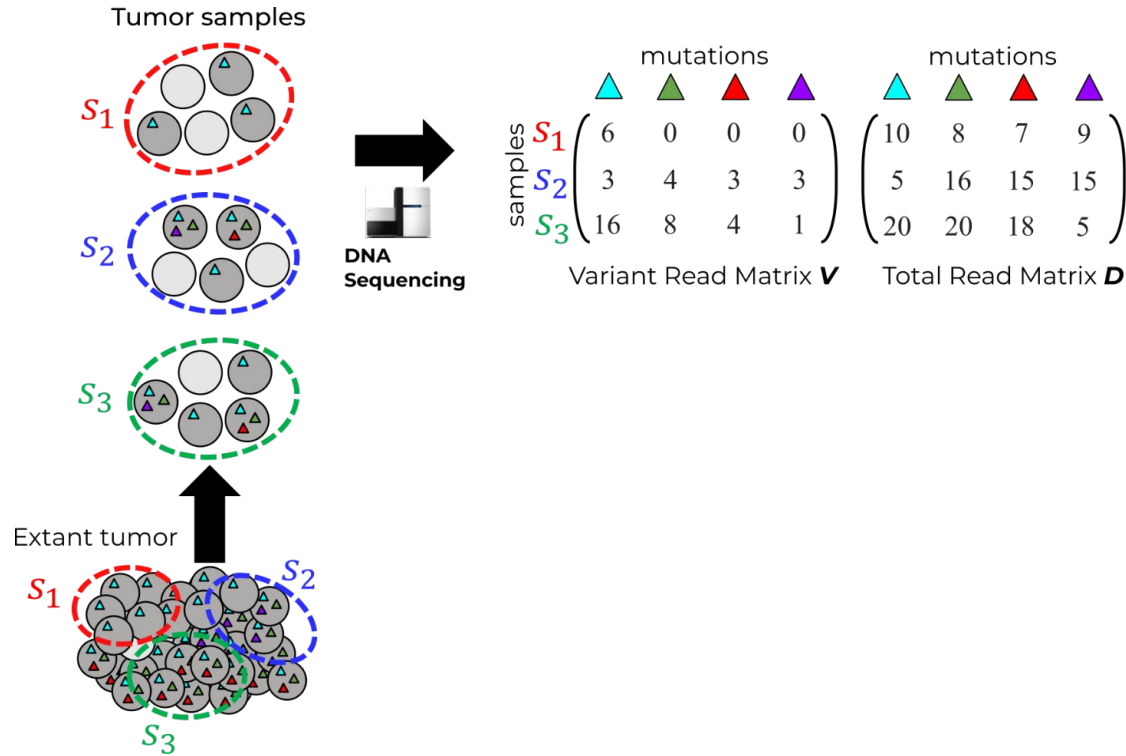 Tumor samples
S1
S2
S3
DNA
Sequencing
mutations
samples
S1 6 0 0 0
S2 3 4 3 3
S3 16 8 4 1
Variant Read Matrix V
mutations
10 8 7 9
5 16 15 15
20 20 18 5
Total Read Matrix D
Extant tumor
S1
S2
S3